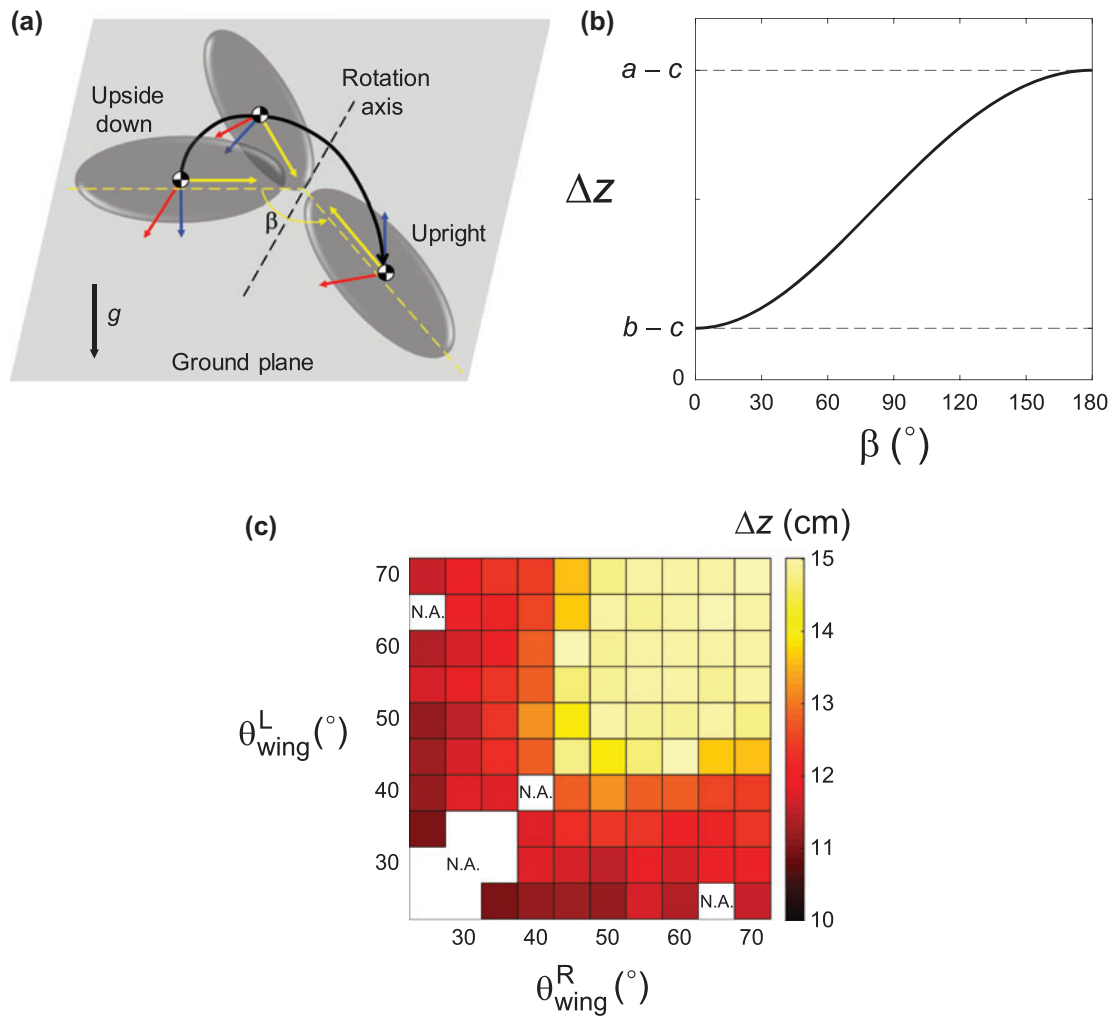 (a)
Upside
down
Rotation
axis
β
Upright
g
Ground plane
(b)
a – c
Δz
b – c
0
0 30 60 90 120 150 180
β (°)
(c)
Δz (cm)
70
N.A.
60
50
θ^L_wing (°)
40
N.A.
30
N.A.
N.A.
30 40 50 60 70
θ^R_wing (°)
15
14
13
12
11
10